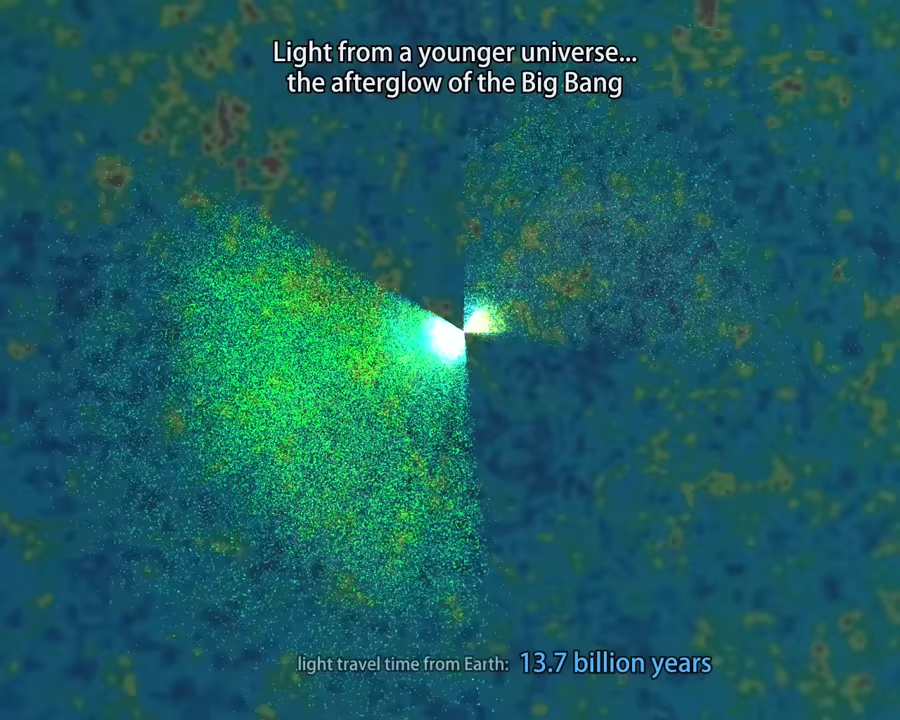 Light from a younger universe...
the afterglow of the Big Bang
light travel time from Earth: 13.7 billion years